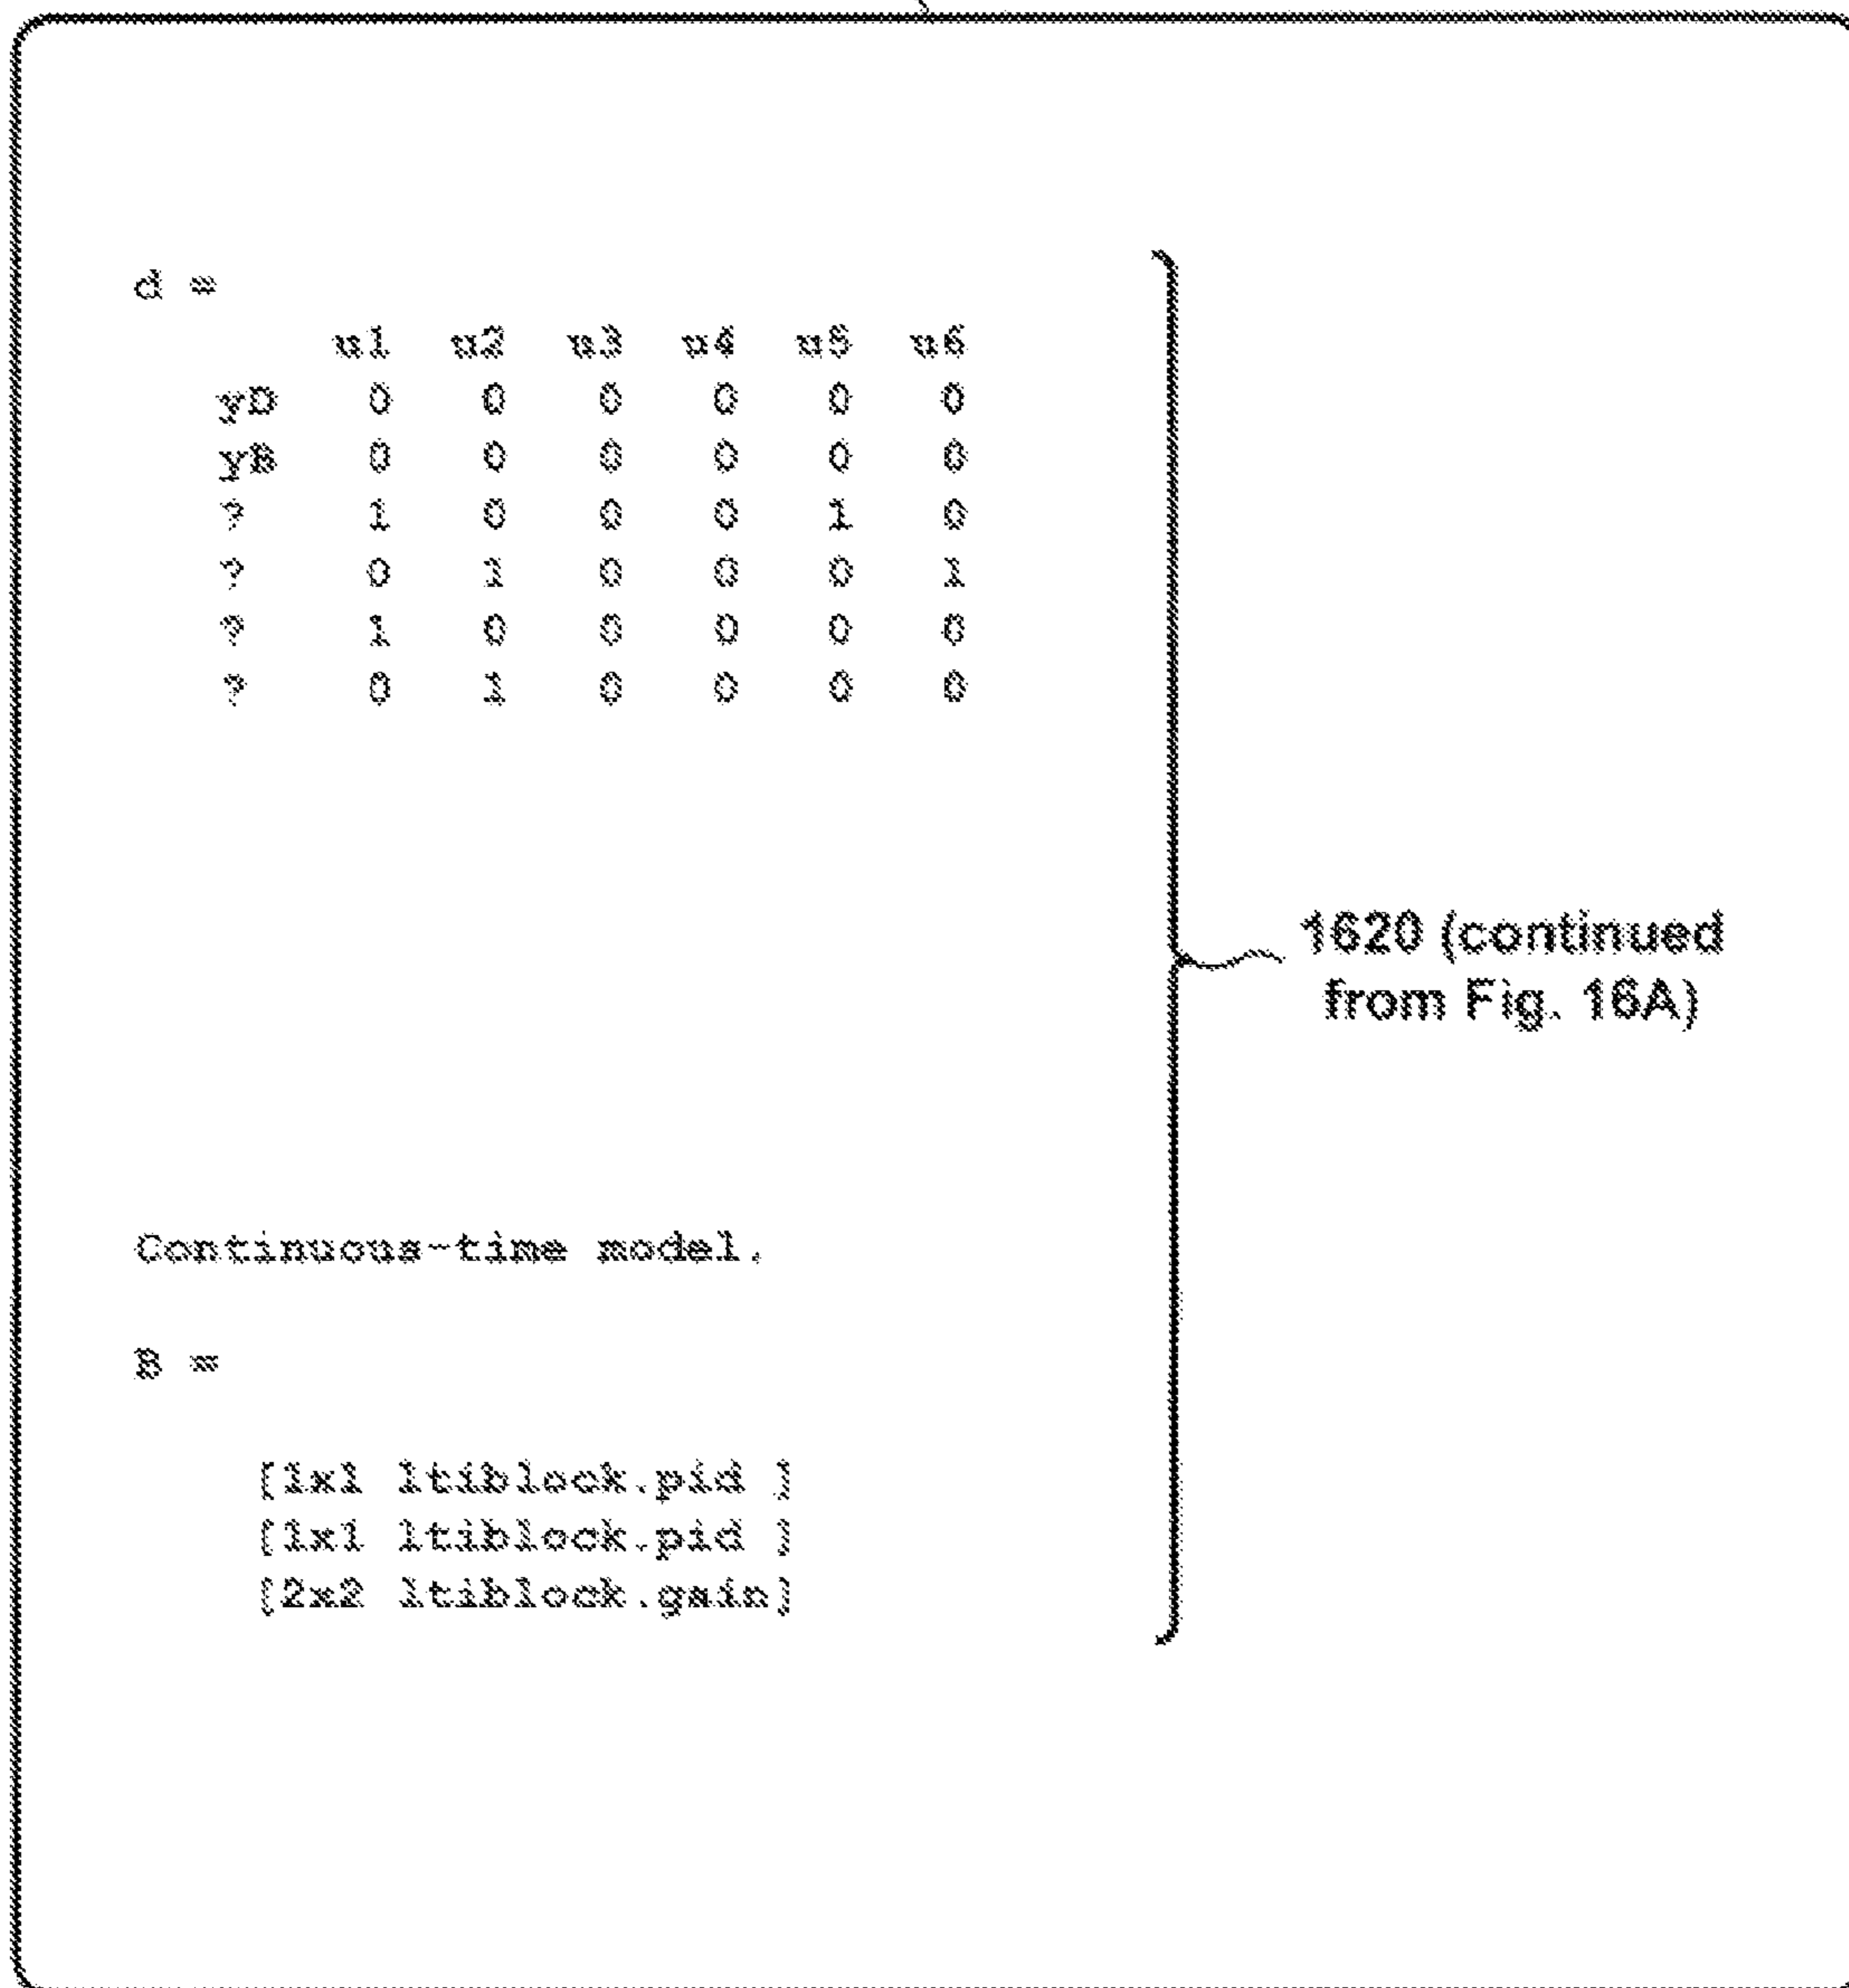 d =
u1 u2 u3 u4 u5 u6
yD 0 0 0 0 0 0
yB 0 0 0 0 0 0
? 1 0 0 0 1 0
? 0 1 0 0 0 1
? 1 0 0 0 0 0
? 0 1 0 0 0 0
1620 (continued
from Fig. 16A)
Continuous-time model.
B =
[1x1 ltiblock.pid ]
[1x1 ltiblock.pid ]
[2x2 ltiblock.gain]